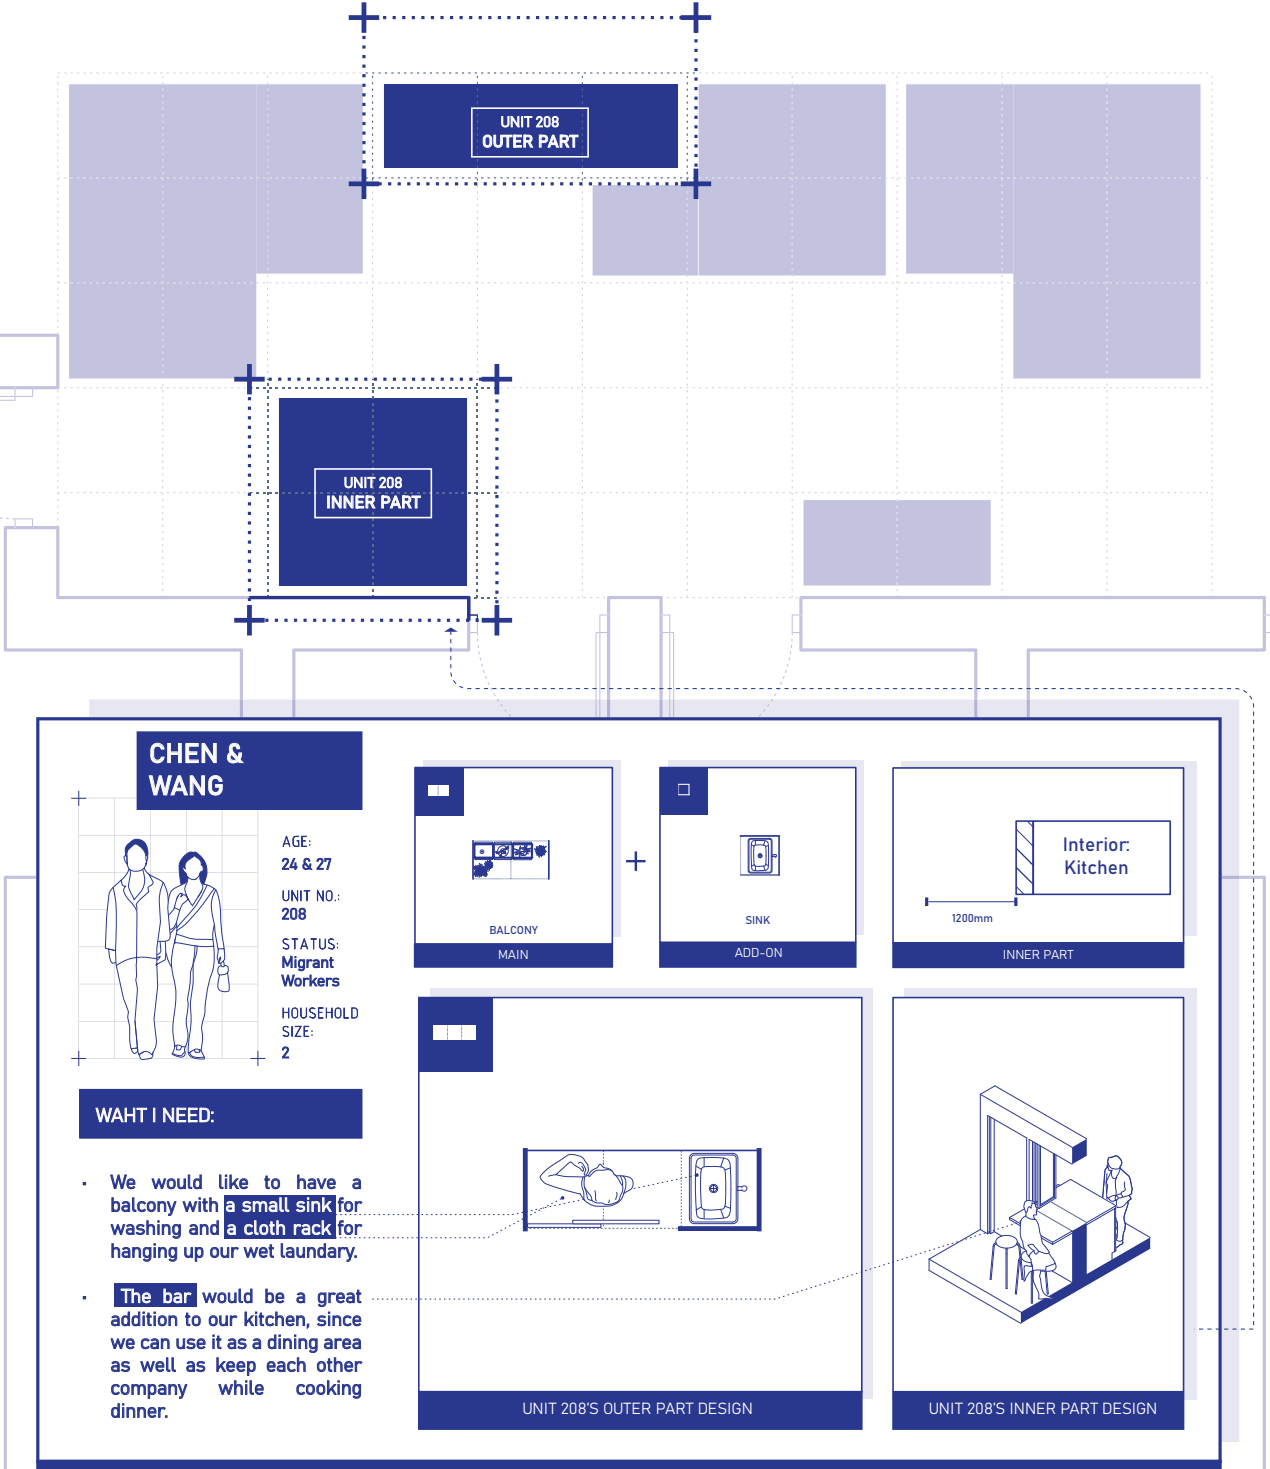 UNIT 208
OUTER PART
UNIT 208
INNER PART
CHEN &
WANG
AGE:
24 & 27
UNIT NO.:
208
STATUS:
Migrant
Workers
HOUSEHOLD
SIZE:
2
WAHT I NEED:
· We would like to have a
balcony with a small sink for
washing and a cloth rack for
hanging up our wet laundary.
· The bar would be a great
addition to our kitchen, since
we can use it as a dining area
as well as keep each other
company while cooking
dinner.
BALCONY
MAIN
+
SINK
ADD-ON
Interior:
Kitchen
1200mm
INNER PART
UNIT 208'S OUTER PART DESIGN
UNIT 208'S INNER PART DESIGN